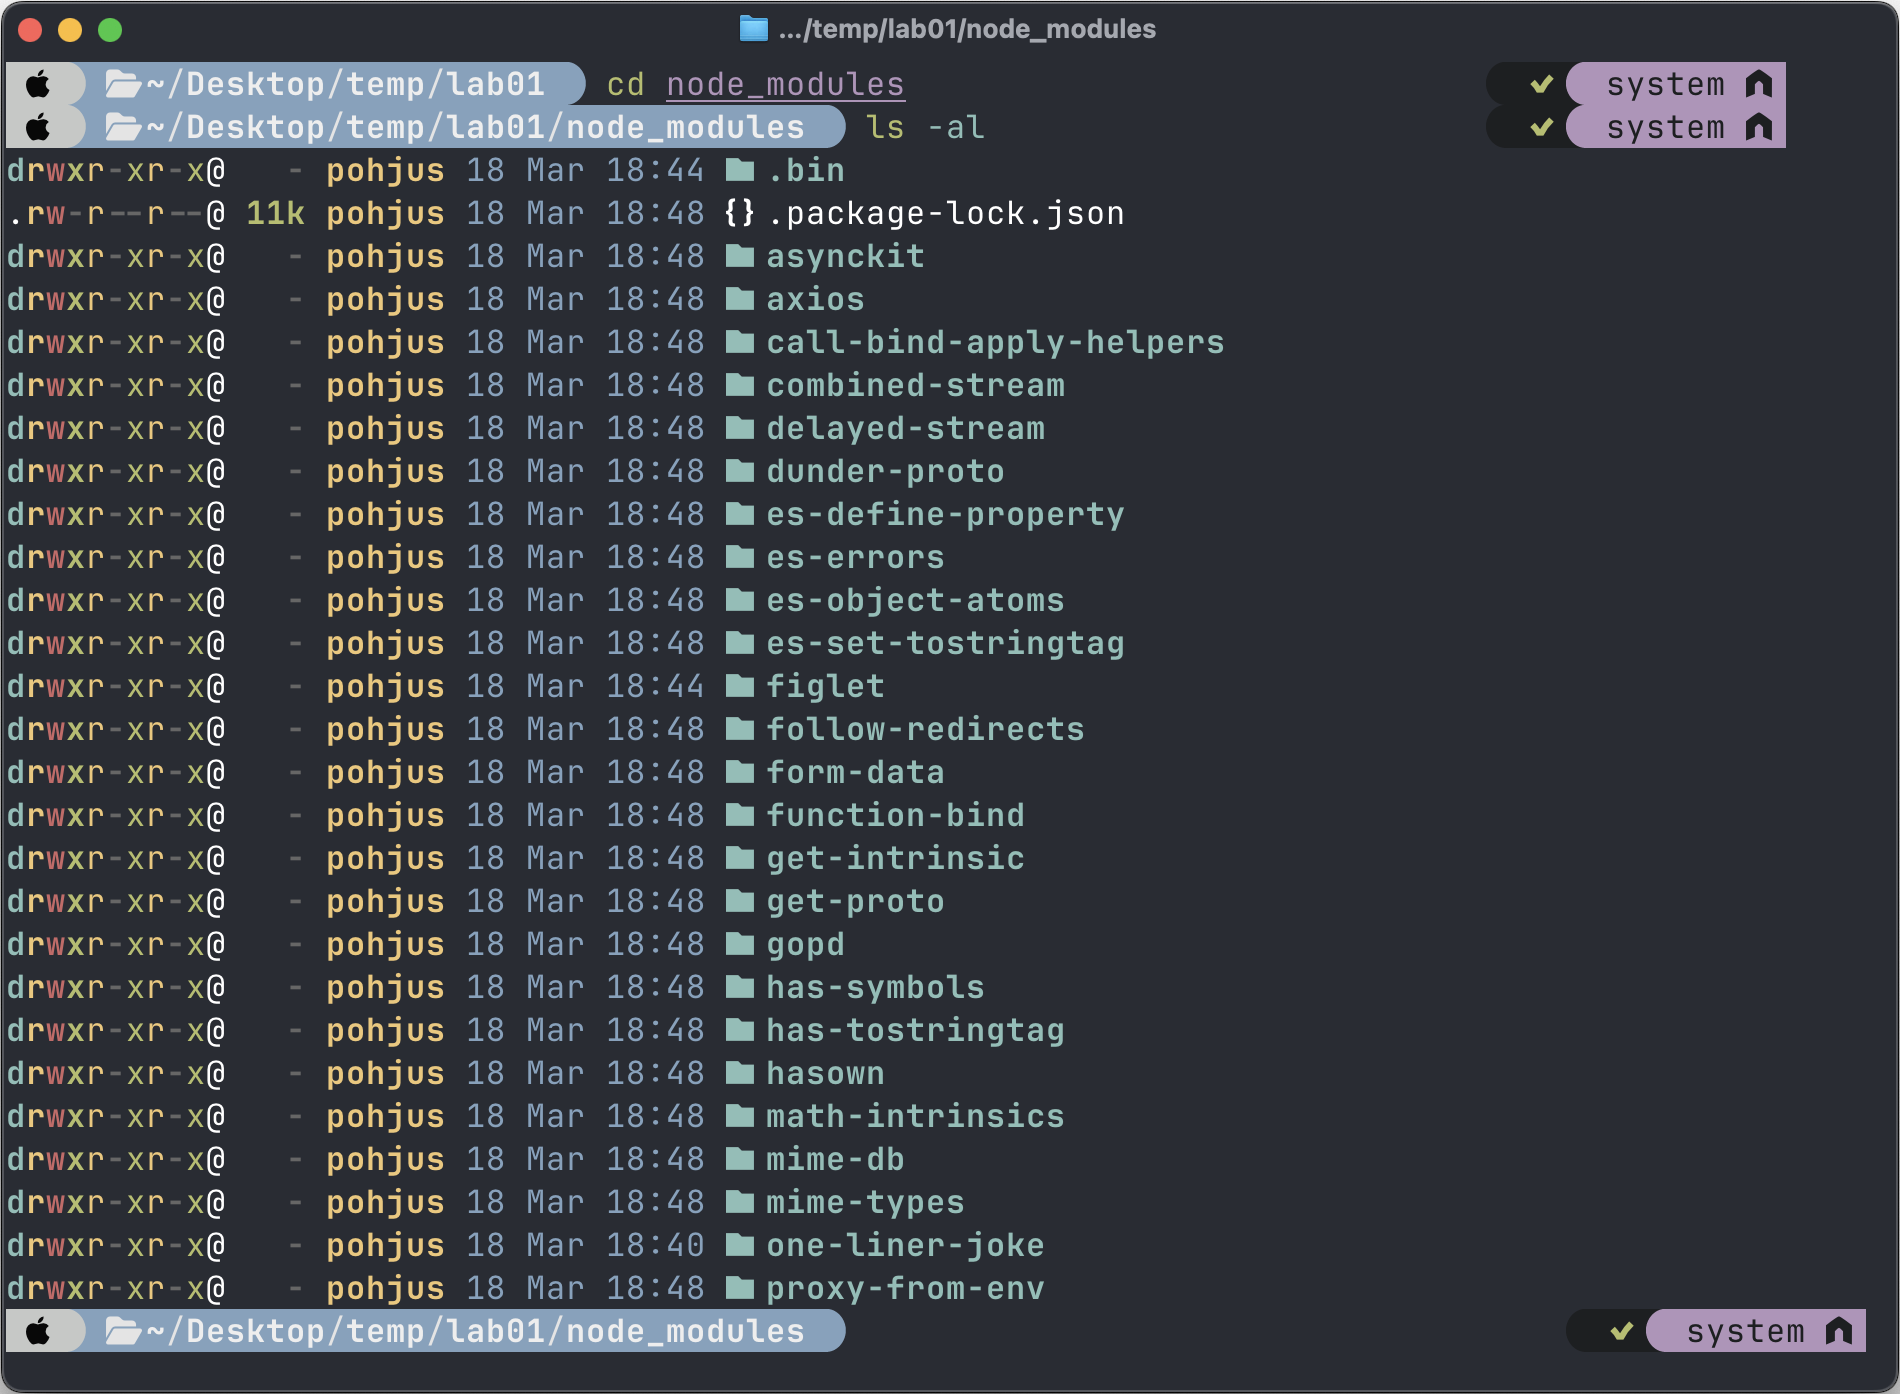 .../temp/lab01/node_modules
~/Desktop/temp/lab01 cd node_modules system
~/Desktop/temp/lab01/node_modules ls -al system
drwxr-xr-x@ - pohjus 18 Mar 18:44 .bin
.rw-r--r--@ 11k pohjus 18 Mar 18:48 {} .package-lock.json
drwxr-xr-x@ - pohjus 18 Mar 18:48 asynckit
drwxr-xr-x@ - pohjus 18 Mar 18:48 axios
drwxr-xr-x@ - pohjus 18 Mar 18:48 call-bind-apply-helpers
drwxr-xr-x@ - pohjus 18 Mar 18:48 combined-stream
drwxr-xr-x@ - pohjus 18 Mar 18:48 delayed-stream
drwxr-xr-x@ - pohjus 18 Mar 18:48 dunder-proto
drwxr-xr-x@ - pohjus 18 Mar 18:48 es-define-property
drwxr-xr-x@ - pohjus 18 Mar 18:48 es-errors
drwxr-xr-x@ - pohjus 18 Mar 18:48 es-object-atoms
drwxr-xr-x@ - pohjus 18 Mar 18:48 es-set-tostringtag
drwxr-xr-x@ - pohjus 18 Mar 18:44 figlet
drwxr-xr-x@ - pohjus 18 Mar 18:48 follow-redirects
drwxr-xr-x@ - pohjus 18 Mar 18:48 form-data
drwxr-xr-x@ - pohjus 18 Mar 18:48 function-bind
drwxr-xr-x@ - pohjus 18 Mar 18:48 get-intrinsic
drwxr-xr-x@ - pohjus 18 Mar 18:48 get-proto
drwxr-xr-x@ - pohjus 18 Mar 18:48 gopd
drwxr-xr-x@ - pohjus 18 Mar 18:48 has-symbols
drwxr-xr-x@ - pohjus 18 Mar 18:48 has-tostringtag
drwxr-xr-x@ - pohjus 18 Mar 18:48 hasown
drwxr-xr-x@ - pohjus 18 Mar 18:48 math-intrinsics
drwxr-xr-x@ - pohjus 18 Mar 18:48 mime-db
drwxr-xr-x@ - pohjus 18 Mar 18:48 mime-types
drwxr-xr-x@ - pohjus 18 Mar 18:40 one-liner-joke
drwxr-xr-x@ - pohjus 18 Mar 18:48 proxy-from-env
~/Desktop/temp/lab01/node_modules system